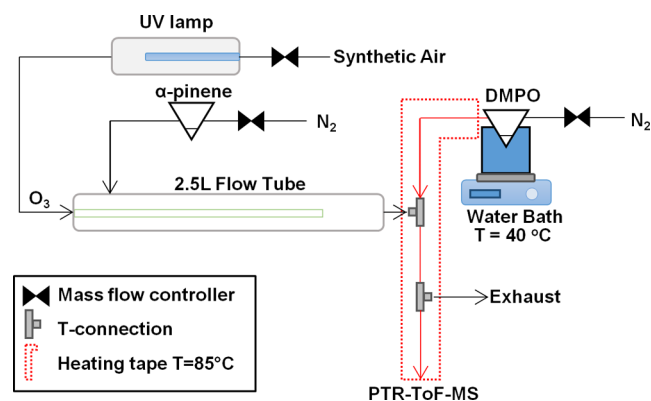 UV lamp
Synthetic Air
α-pinene
N2
DMPO
N2
O3
2.5L Flow Tube
Water Bath
T = 40 °C
Mass flow controller
T-connection
Heating tape T=85°C
Exhaust
PTR-ToF-MS